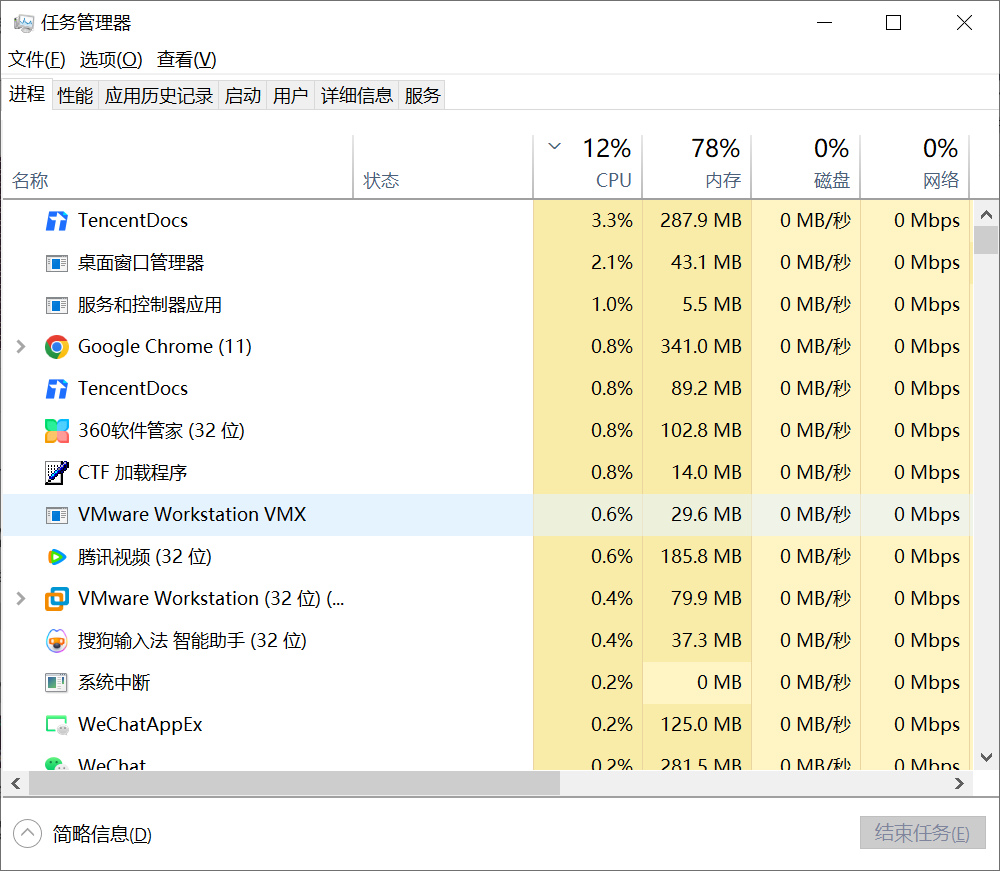 任务管理器
文件(F) 选项(O) 查看(V)
进程 性能 应用历史记录 启动 用户 详细信息 服务
12% 78% 0% 0%
名称 状态 CPU 内存 磁盘 网络
TencentDocs 3.3% 287.9 MB 0 MB/秒 0 Mbps
桌面窗口管理器 2.1% 43.1 MB 0 MB/秒 0 Mbps
服务和控制器应用 1.0% 5.5 MB 0 MB/秒 0 Mbps
Google Chrome (11) 0.8% 341.0 MB 0 MB/秒 0 Mbps
TencentDocs 0.8% 89.2 MB 0 MB/秒 0 Mbps
360软件管家 (32 位) 0.8% 102.8 MB 0 MB/秒 0 Mbps
CTF 加载程序 0.8% 14.0 MB 0 MB/秒 0 Mbps
VMware Workstation VMX 0.6% 29.6 MB 0 MB/秒 0 Mbps
腾讯视频 (32 位) 0.6% 185.8 MB 0 MB/秒 0 Mbps
VMware Workstation (32 位) (... 0.4% 79.9 MB 0 MB/秒 0 Mbps
搜狗输入法 智能助手 (32 位) 0.4% 37.3 MB 0 MB/秒 0 Mbps
系统中断 0.2% 0 MB 0 MB/秒 0 Mbps
WeChatAppEx 0.2% 125.0 MB 0 MB/秒 0 Mbps
WeChat 0.2% 281.5 MB 0 MB/秒 0 Mbps
简略信息(D) 结束任务(E)